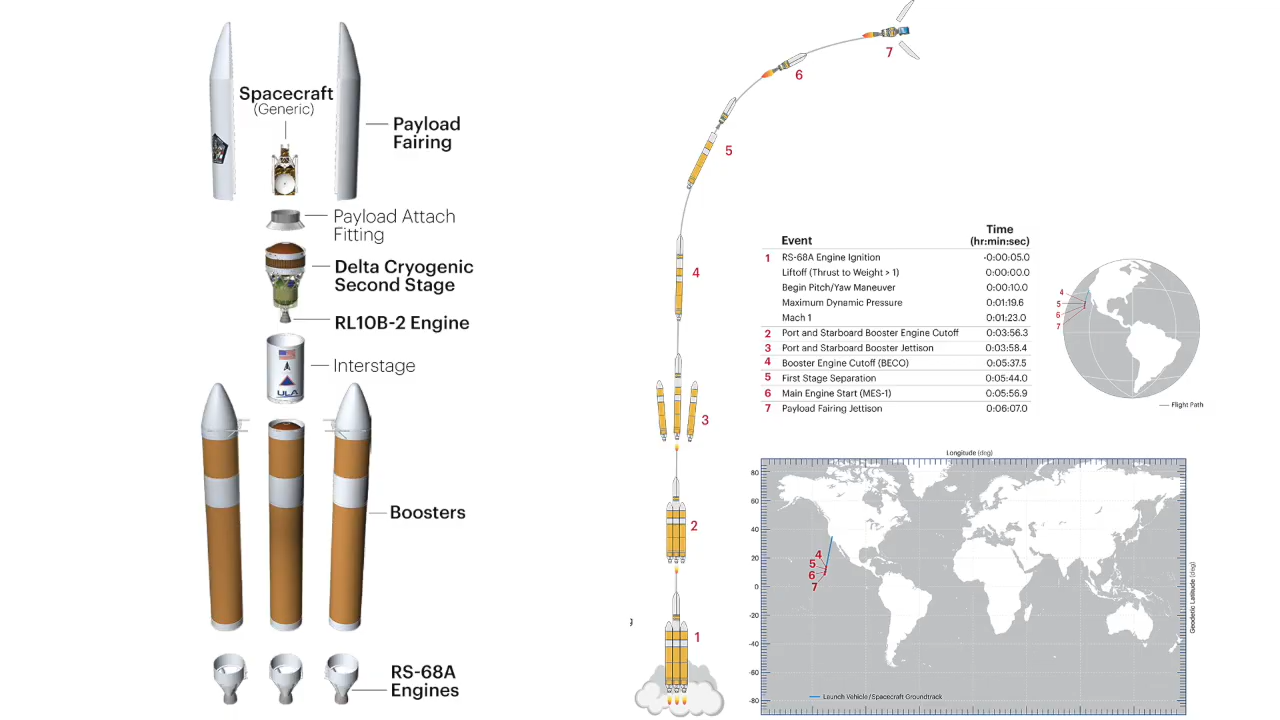 Spacecraft
(Generic)
Payload
Fairing
Payload Attach
Fitting
Delta Cryogenic
Second Stage
RL10B-2 Engine
Interstage
ULA
Boosters
RS-68A
Engines
7
6
5
4
3
2
1
g
Event Time
(hr:min:sec)
1 RS-68A Engine Ignition -0:00:05.0
Liftoff (Thrust to Weight > 1) 0:00:00.0
Begin Pitch/Yaw Maneuver 0:00:10.0
Maximum Dynamic Pressure 0:01:19.6
Mach 1 0:01:23.0
2 Port and Starboard Booster Engine Cutoff 0:03:56.3
3 Port and Starboard Booster Jettison 0:03:58.4
4 Booster Engine Cutoff (BECO) 0:05:37.5
5 First Stage Separation 0:05:44.0
6 Main Engine Start (MES-1) 0:05:56.9
7 Payload Fairing Jettison 0:06:07.0
4
5
6
7
Flight Path
Longitude (deg)
80
60
40
20
0
-20
-40
-60
-80
4
5
6
7
Geodetic Latitude (deg)
Launch Vehicle/Spacecraft Groundtrack